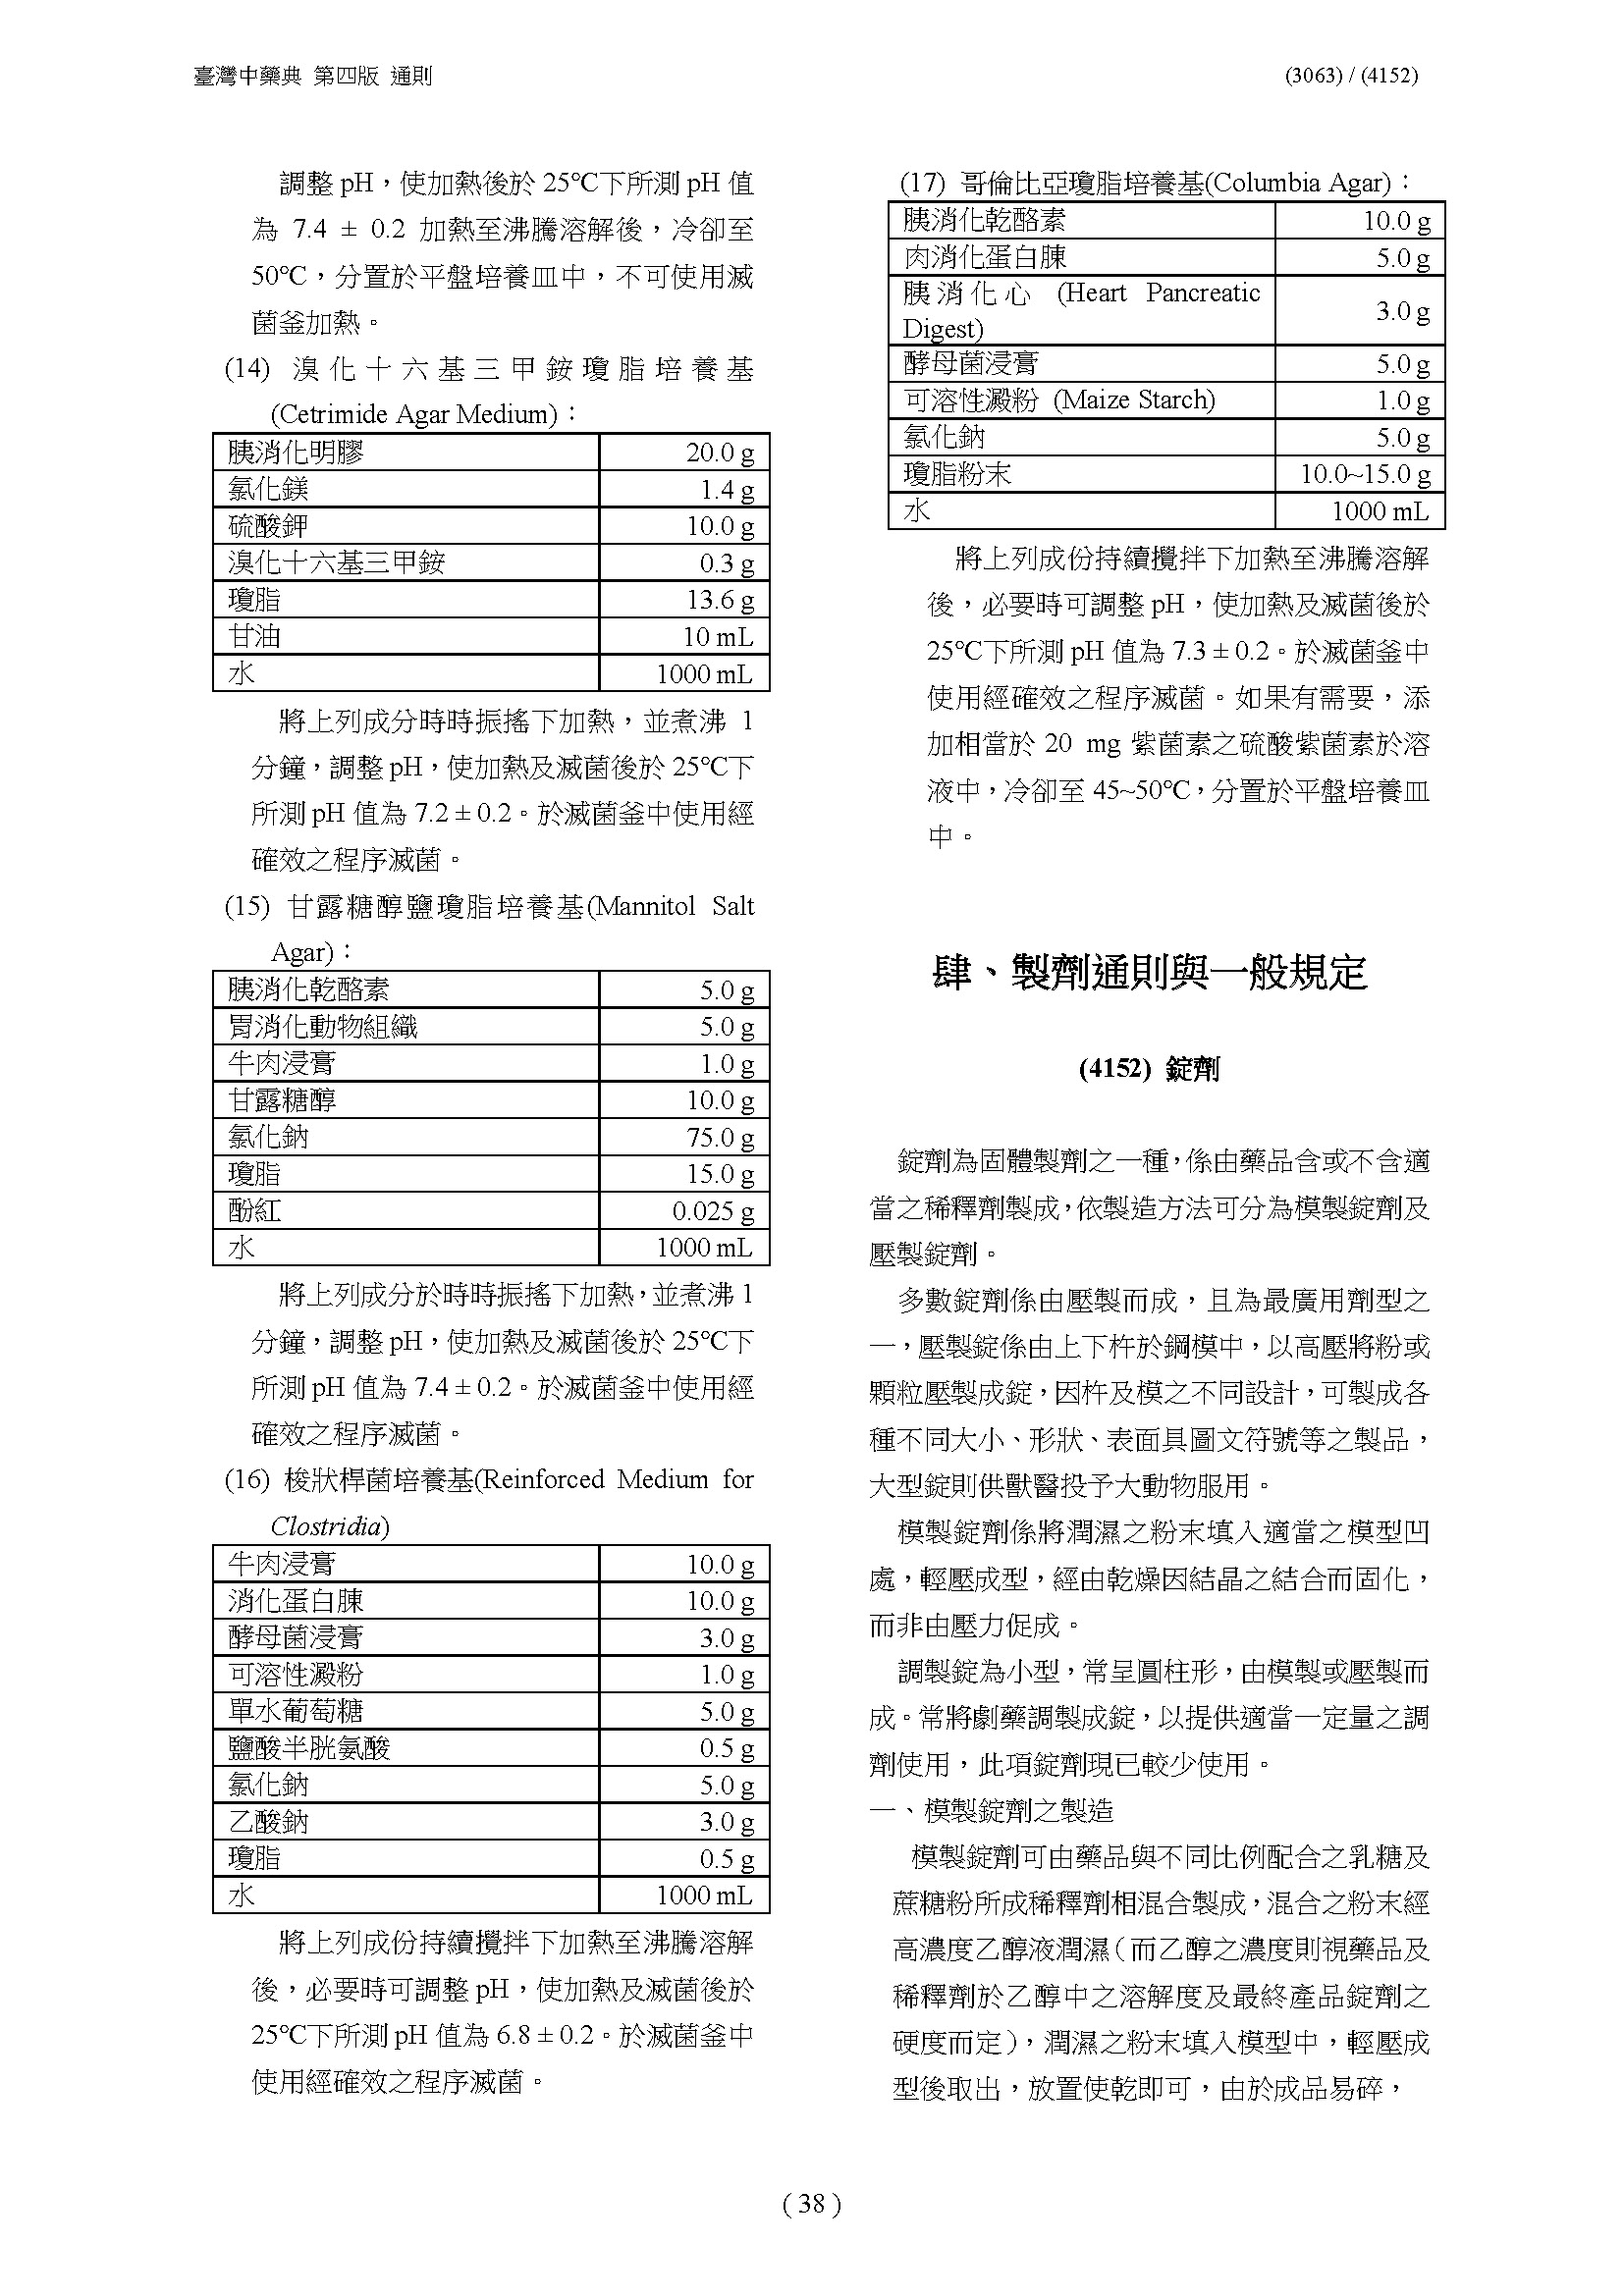 臺灣中藥典 第四版 通則
(3063) / (4152)
調整 pH，使加熱後於 25°C下所測 pH 值
為 7.4 ± 0.2 加熱至沸騰溶解後，冷卻至
50°C，分置於平盤培養皿中，不可使用滅
菌釜加熱。
(14) 溴化十六基三甲銨瓊脂培養基
(Cetrimide Agar Medium)：
胰消化明膠 20.0 g
氯化鎂 1.4 g
硫酸鉀 10.0 g
溴化十六基三甲銨 0.3 g
瓊脂 13.6 g
甘油 10 mL
水 1000 mL
將上列成分時時振搖下加熱，並煮沸 1
分鐘，調整 pH，使加熱及滅菌後於 25°C下
所測 pH 值為 7.2 ± 0.2。於滅菌釜中使用經
確效之程序滅菌。
(15) 甘露糖醇鹽瓊脂培養基(Mannitol Salt
Agar)：
胰消化乾酪素 5.0 g
胃消化動物組織 5.0 g
牛肉浸膏 1.0 g
甘露糖醇 10.0 g
氯化鈉 75.0 g
瓊脂 15.0 g
酚紅 0.025 g
水 1000 mL
將上列成分於時時振搖下加熱，並煮沸 1
分鐘，調整 pH，使加熱及滅菌後於 25°C下
所測 pH 值為 7.4 ± 0.2。於滅菌釜中使用經
確效之程序滅菌。
(16) 梭狀桿菌培養基(Reinforced Medium for
Clostridia)
牛肉浸膏 10.0 g
消化蛋白腖 10.0 g
酵母菌浸膏 3.0 g
可溶性澱粉 1.0 g
單水葡萄糖 5.0 g
鹽酸半胱氨酸 0.5 g
氯化鈉 5.0 g
乙酸鈉 3.0 g
瓊脂 0.5 g
水 1000 mL
將上列成份持續攪拌下加熱至沸騰溶解
後，必要時可調整 pH，使加熱及滅菌後於
25°C下所測 pH 值為 6.8 ± 0.2。於滅菌釜中
使用經確效之程序滅菌。
(17) 哥倫比亞瓊脂培養基(Columbia Agar)：
胰消化乾酪素 10.0 g
肉消化蛋白腖 5.0 g
胰消化心 (Heart Pancreatic
Digest) 3.0 g
酵母菌浸膏 5.0 g
可溶性澱粉 (Maize Starch) 1.0 g
氯化鈉 5.0 g
瓊脂粉末 10.0~15.0 g
水 1000 mL
將上列成份持續攪拌下加熱至沸騰溶解
後，必要時可調整 pH，使加熱及滅菌後於
25°C下所測 pH 值為 7.3 ± 0.2。於滅菌釜中
使用經確效之程序滅菌。如果有需要，添
加相當於 20 mg 紫菌素之硫酸紫菌素於溶
液中，冷卻至 45~50°C，分置於平盤培養皿
中。
肆、製劑通則與一般規定
(4152) 錠劑
錠劑為固體製劑之一種，係由藥品含或不含適
當之稀釋劑製成，依製造方法可分為模製錠劑及
壓製錠劑。
多數錠劑係由壓製而成，且為最廣用劑型之
一，壓製錠係由上下杵於鋼模中，以高壓將粉或
顆粒壓製成錠，因杵及模之不同設計，可製成各
種不同大小、形狀、表面具圖文符號等之製品，
大型錠則供獸醫投予大動物服用。
模製錠劑係將潤濕之粉末填入適當之模型凹
處，輕壓成型，經由乾燥因結晶之結合而固化，
而非由壓力促成。
調製錠為小型，常呈圓柱形，由模製或壓製而
成。常將劇藥調製成錠，以提供適當一定量之調
劑使用，此項錠劑現已較少使用。
一、模製錠劑之製造
模製錠劑可由藥品與不同比例配合之乳糖及
蔗糖粉所成稀釋劑相混合製成，混合之粉末經
高濃度乙醇液潤濕（而乙醇之濃度則視藥品及
稀釋劑於乙醇中之溶解度及最終產品錠劑之
硬度而定），潤濕之粉末填入模型中，輕壓成
型後取出，放置使乾即可，由於成品易碎，
( 38 )